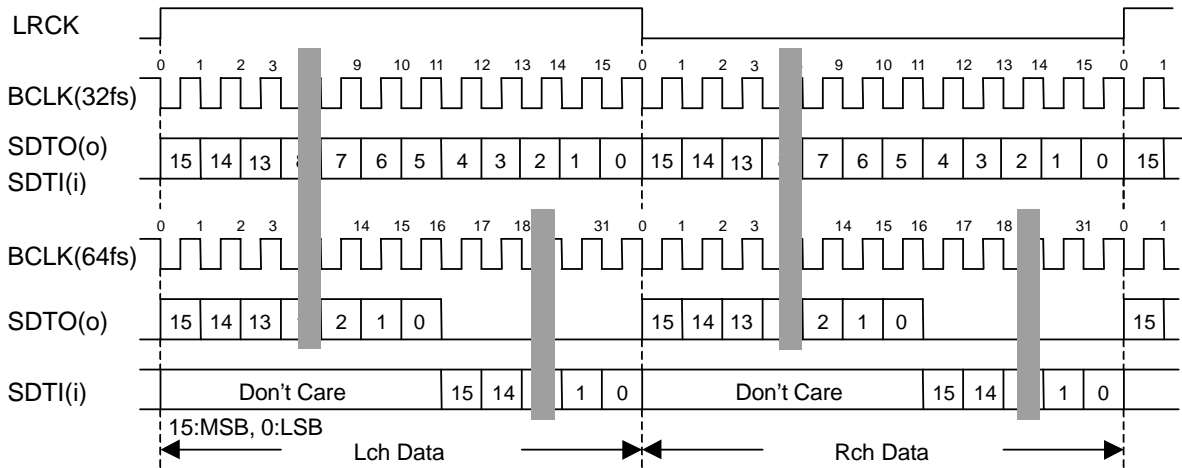 LRCK
0 1 2 3 9 10 11 12 13 14 15 0 1 2 3 9 10 11 12 13 14 15 0 1
BCLK(32fs)
SDTO(o)
SDTI(i)
15 14 13 7 6 5 4 3 2 1 0 15 14 13 7 6 5 4 3 2 1 0 15
0 1 2 3 14 15 16 17 18 31 0 1 2 3 14 15 16 17 18 31 0 1
BCLK(64fs)
SDTO(o) 15 14 13 2 1 0 15 14 13 2 1 0 15
SDTI(i) Don't Care 15 14 1 0 Don't Care 15 14 1 0
15:MSB, 0:LSB
Lch Data Rch Data